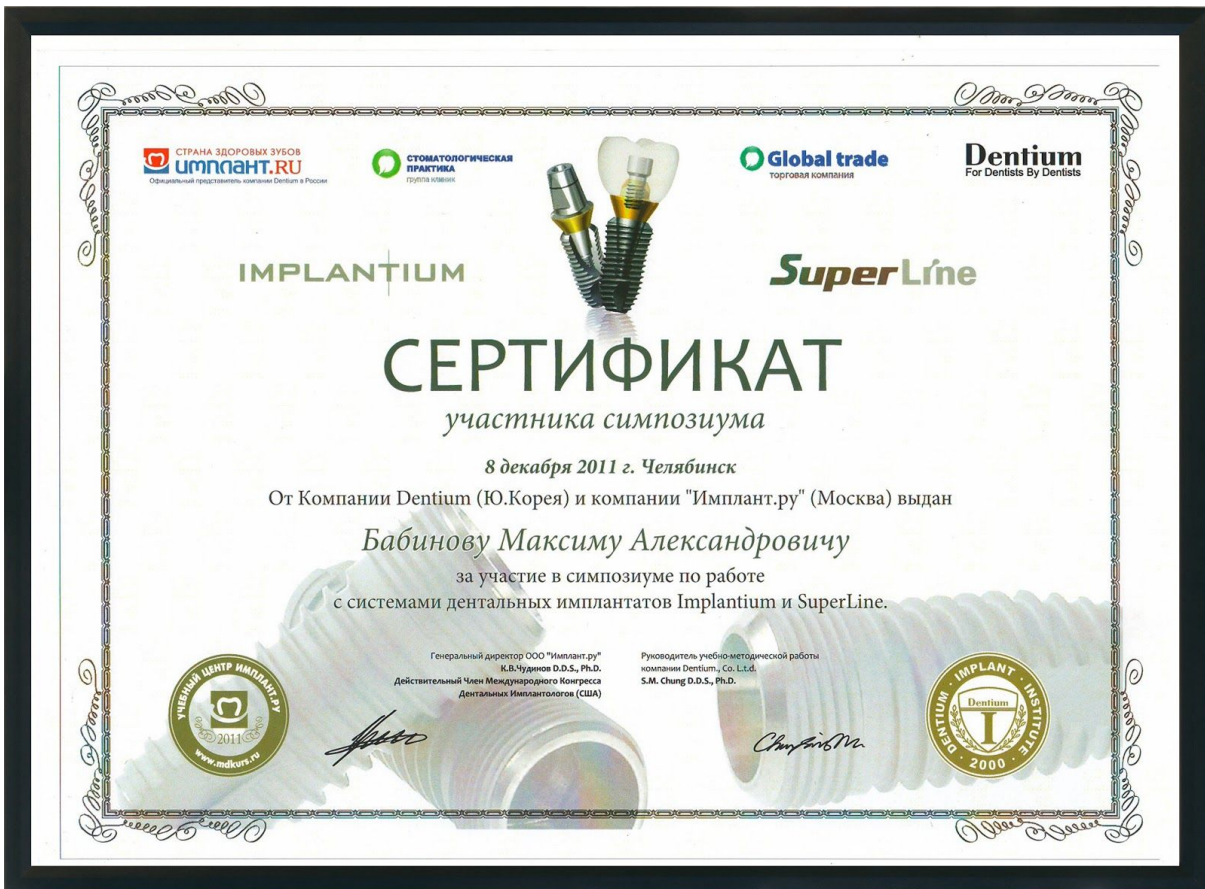 СТРАНА ЗДОРОВЫХ ЗУБОВ
ИМПЛАНТ.RU
Официальный представитель компании Dentium в России
СТОМАТОЛОГИЧЕСКАЯ
ПРАКТИКА
группа клиник
Global trade
торговая компания
Dentium
For Dentists By Dentists
IMPLANTIUM
SuperLine
СЕРТИФИКАТ
участника симпозиума
8 декабря 2011 г. Челябинск
От Компании Dentium (Ю.Корея) и компании "Имплант.ру" (Москва) выдан
Бабинову Максиму Александровичу
за участие в симпозиуме по работе
с системами дентальных имплантатов Implantium и SuperLine.
Генеральный директор ООО "Имплант.ру"
К.В.Чудинов D.D.S., Ph.D.
Действительный Член Международного Конгресса
Дентальных Имплантологов (США)
Руководитель учебно-методической работы
компании Dentium., Co. L.t.d.
S.M. Chung D.D.S., Ph.D.
УЧЕБНЫЙ ЦЕНТР ИМПЛАНТ.РУ
2011
www.mdkurs.ru
DENTIUM · IMPLANT · INSTITUTE
Dentium
I
2000